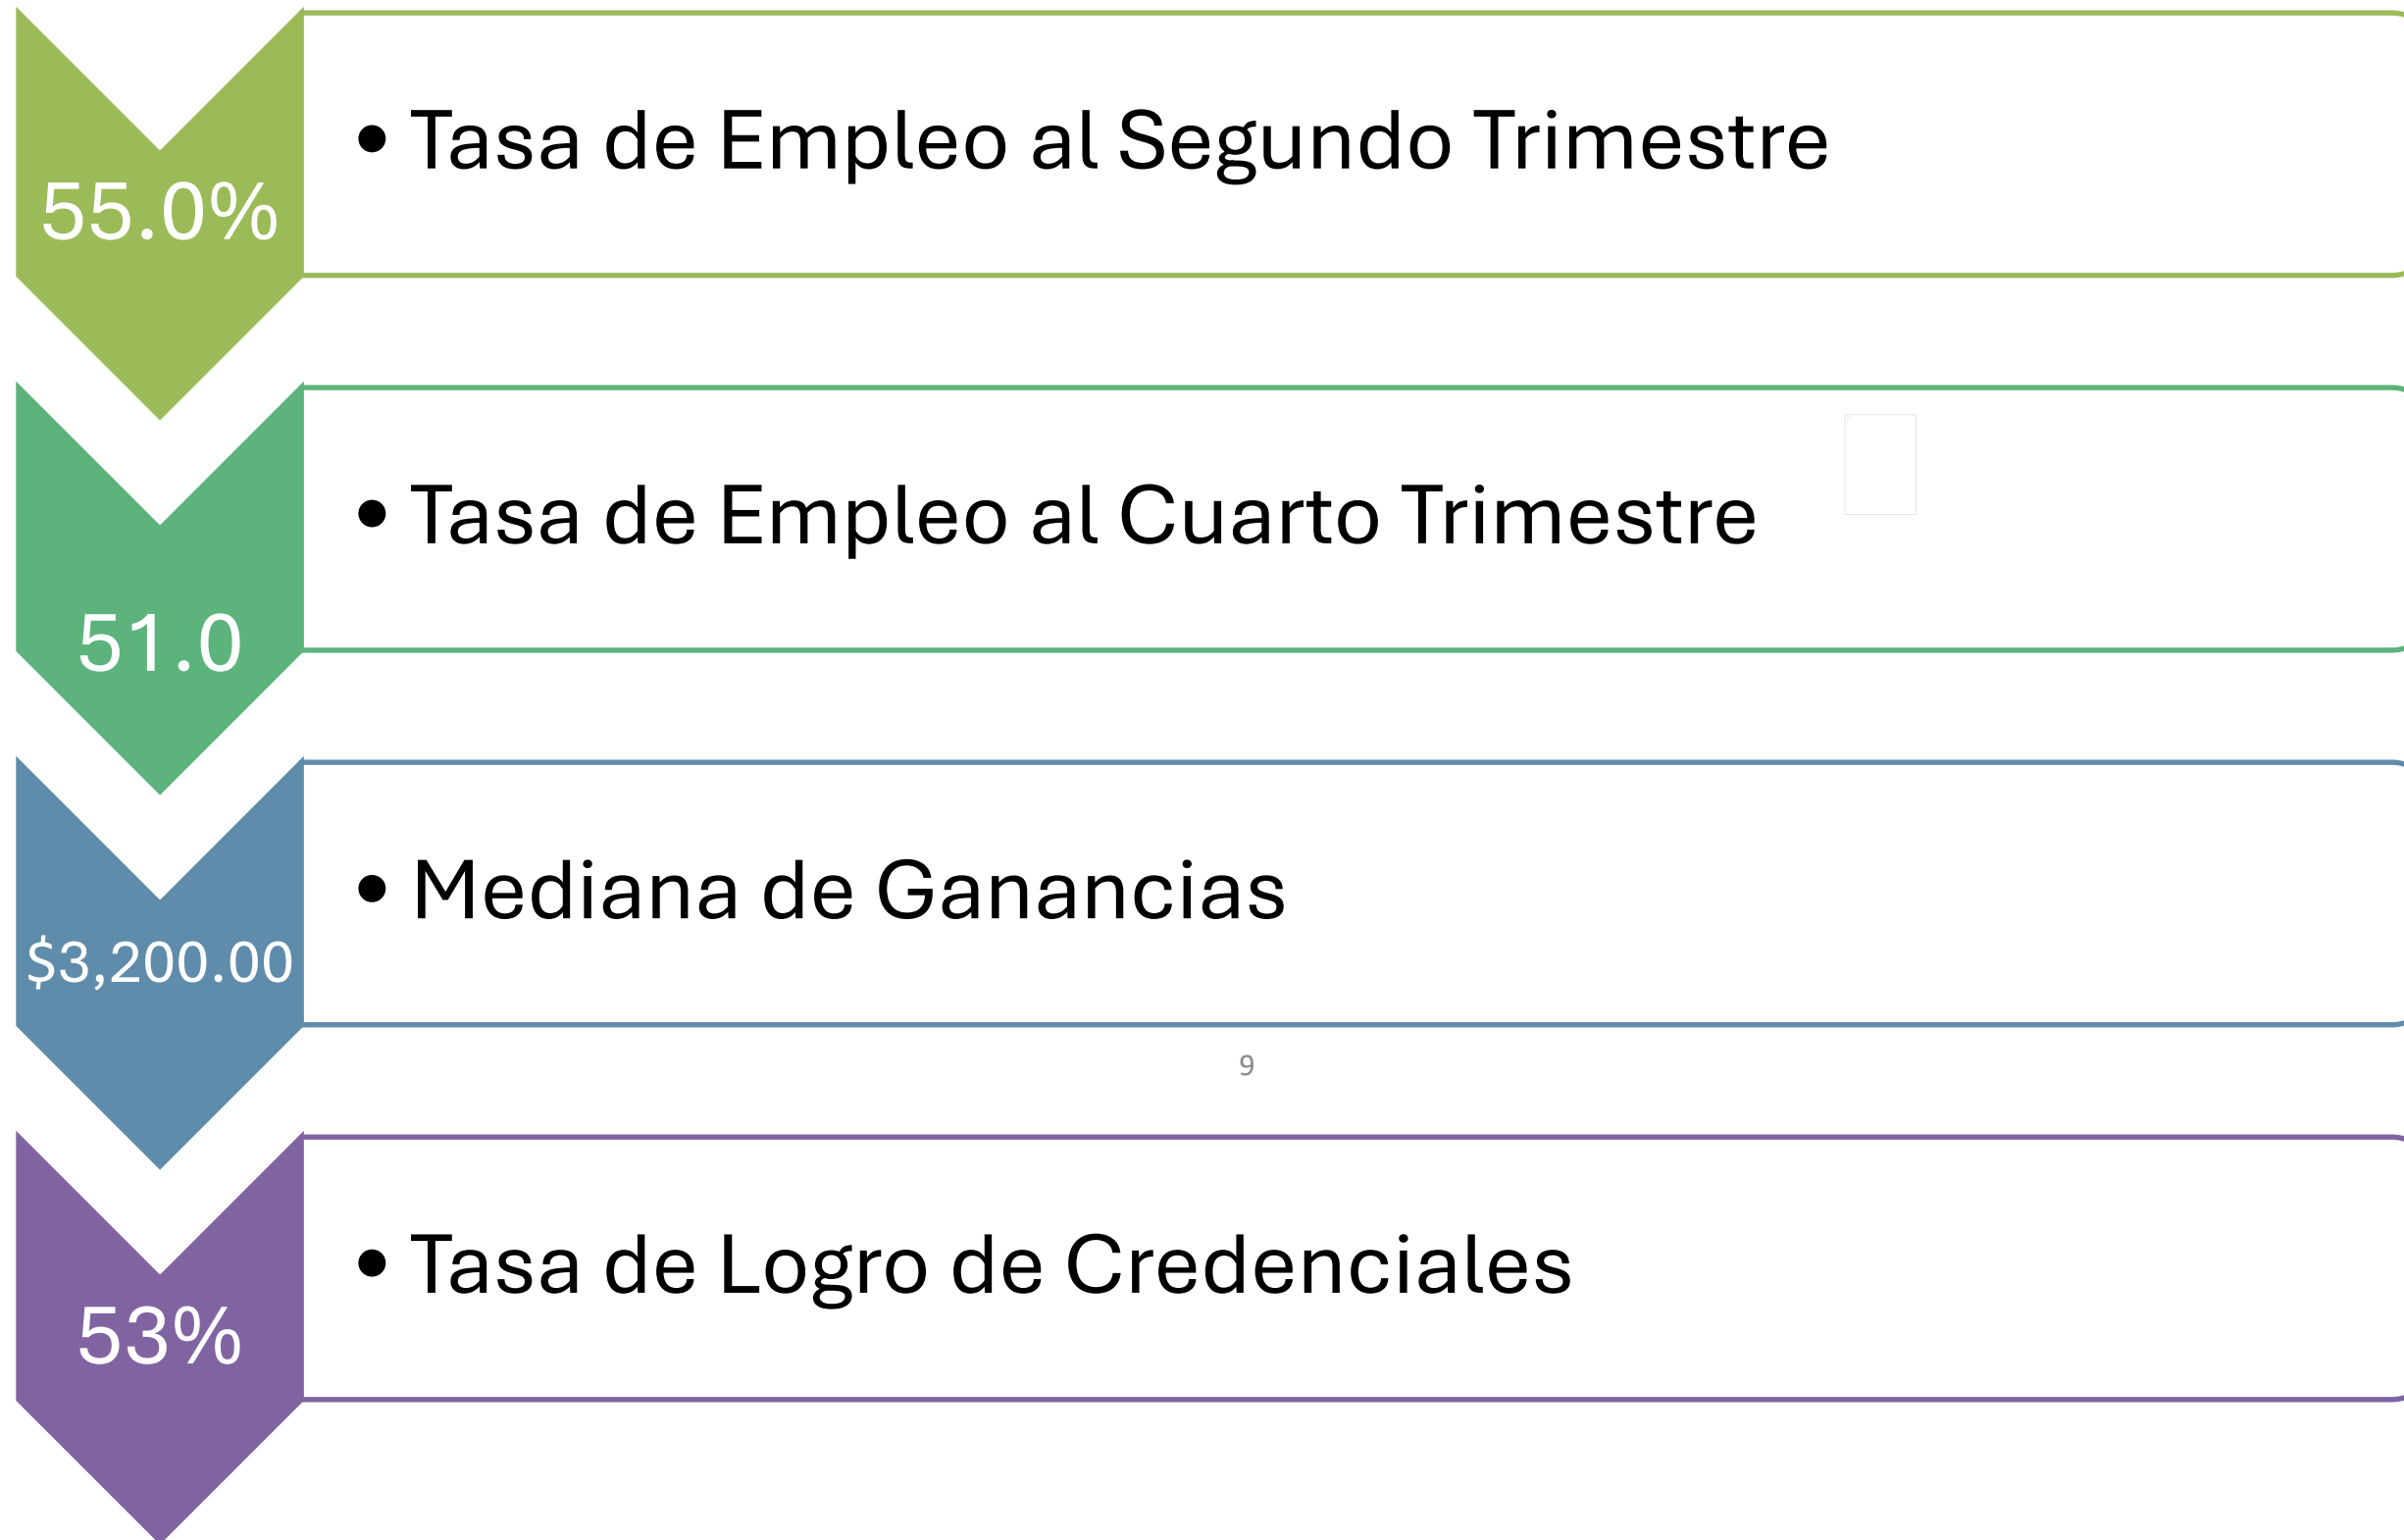 55.0%
• Tasa de Empleo al Segundo Trimestre
51.0
• Tasa de Empleo al Cuarto Trimestre
$3,200.00
• Mediana de Ganancias
9
53%
• Tasa de Logro de Credenciales